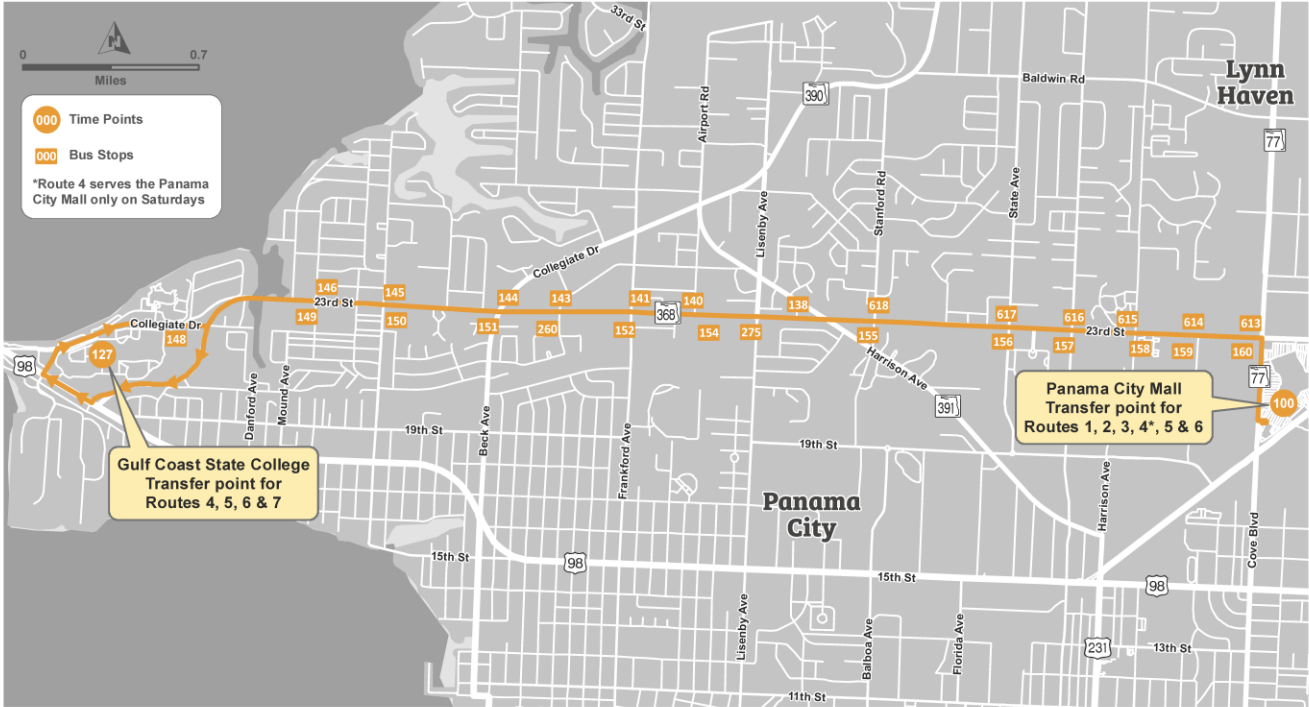 33rd St
N
0 0.7
Miles
000 Time Points
000 Bus Stops
*Route 4 serves the Panama
City Mall only on Saturdays
390
Baldwin Rd
Lynn
Haven
77
Airport Rd
Lisenby Ave
Stanford Rd
State Ave
Collegiate Dr
146
145
144
143
141
140
138
618
617
616
615
614
613
23rd St
368
23rd St
149
150
151
260
152
154
275
155
156
157
158
159
160
Collegiate Dr
148
127
98
77
100
Harrison Ave
391
Panama City Mall
Transfer point for
Routes 1, 2, 3, 4*, 5 & 6
Danford Ave
Mound Ave
Beck Ave
Frankford Ave
19th St
19th St
Gulf Coast State College
Transfer point for
Routes 4, 5, 6 & 7
Panama
City
Harrison Ave
Cove Blvd
15th St
98
15th St
98
Lisenby Ave
Balboa Ave
Florida Ave
231
13th St
11th St